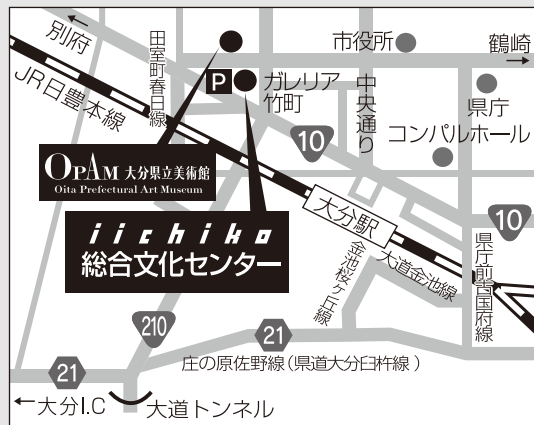 別府
田室町春日線
市役所
鶴崎
P
ガレリア
竹町
中央通り
県庁
コンパルホール
JR日豊本線
10
OPAM 大分県立美術館
Oita Prefectural Art Museum
iichiko
総合文化センター
大分駅
10
金池桜ヶ丘線
大道金池線
県庁前古国府線
210
21
庄の原佐野線(県道大分臼杵線)
21
大分I.C
大道トンネル